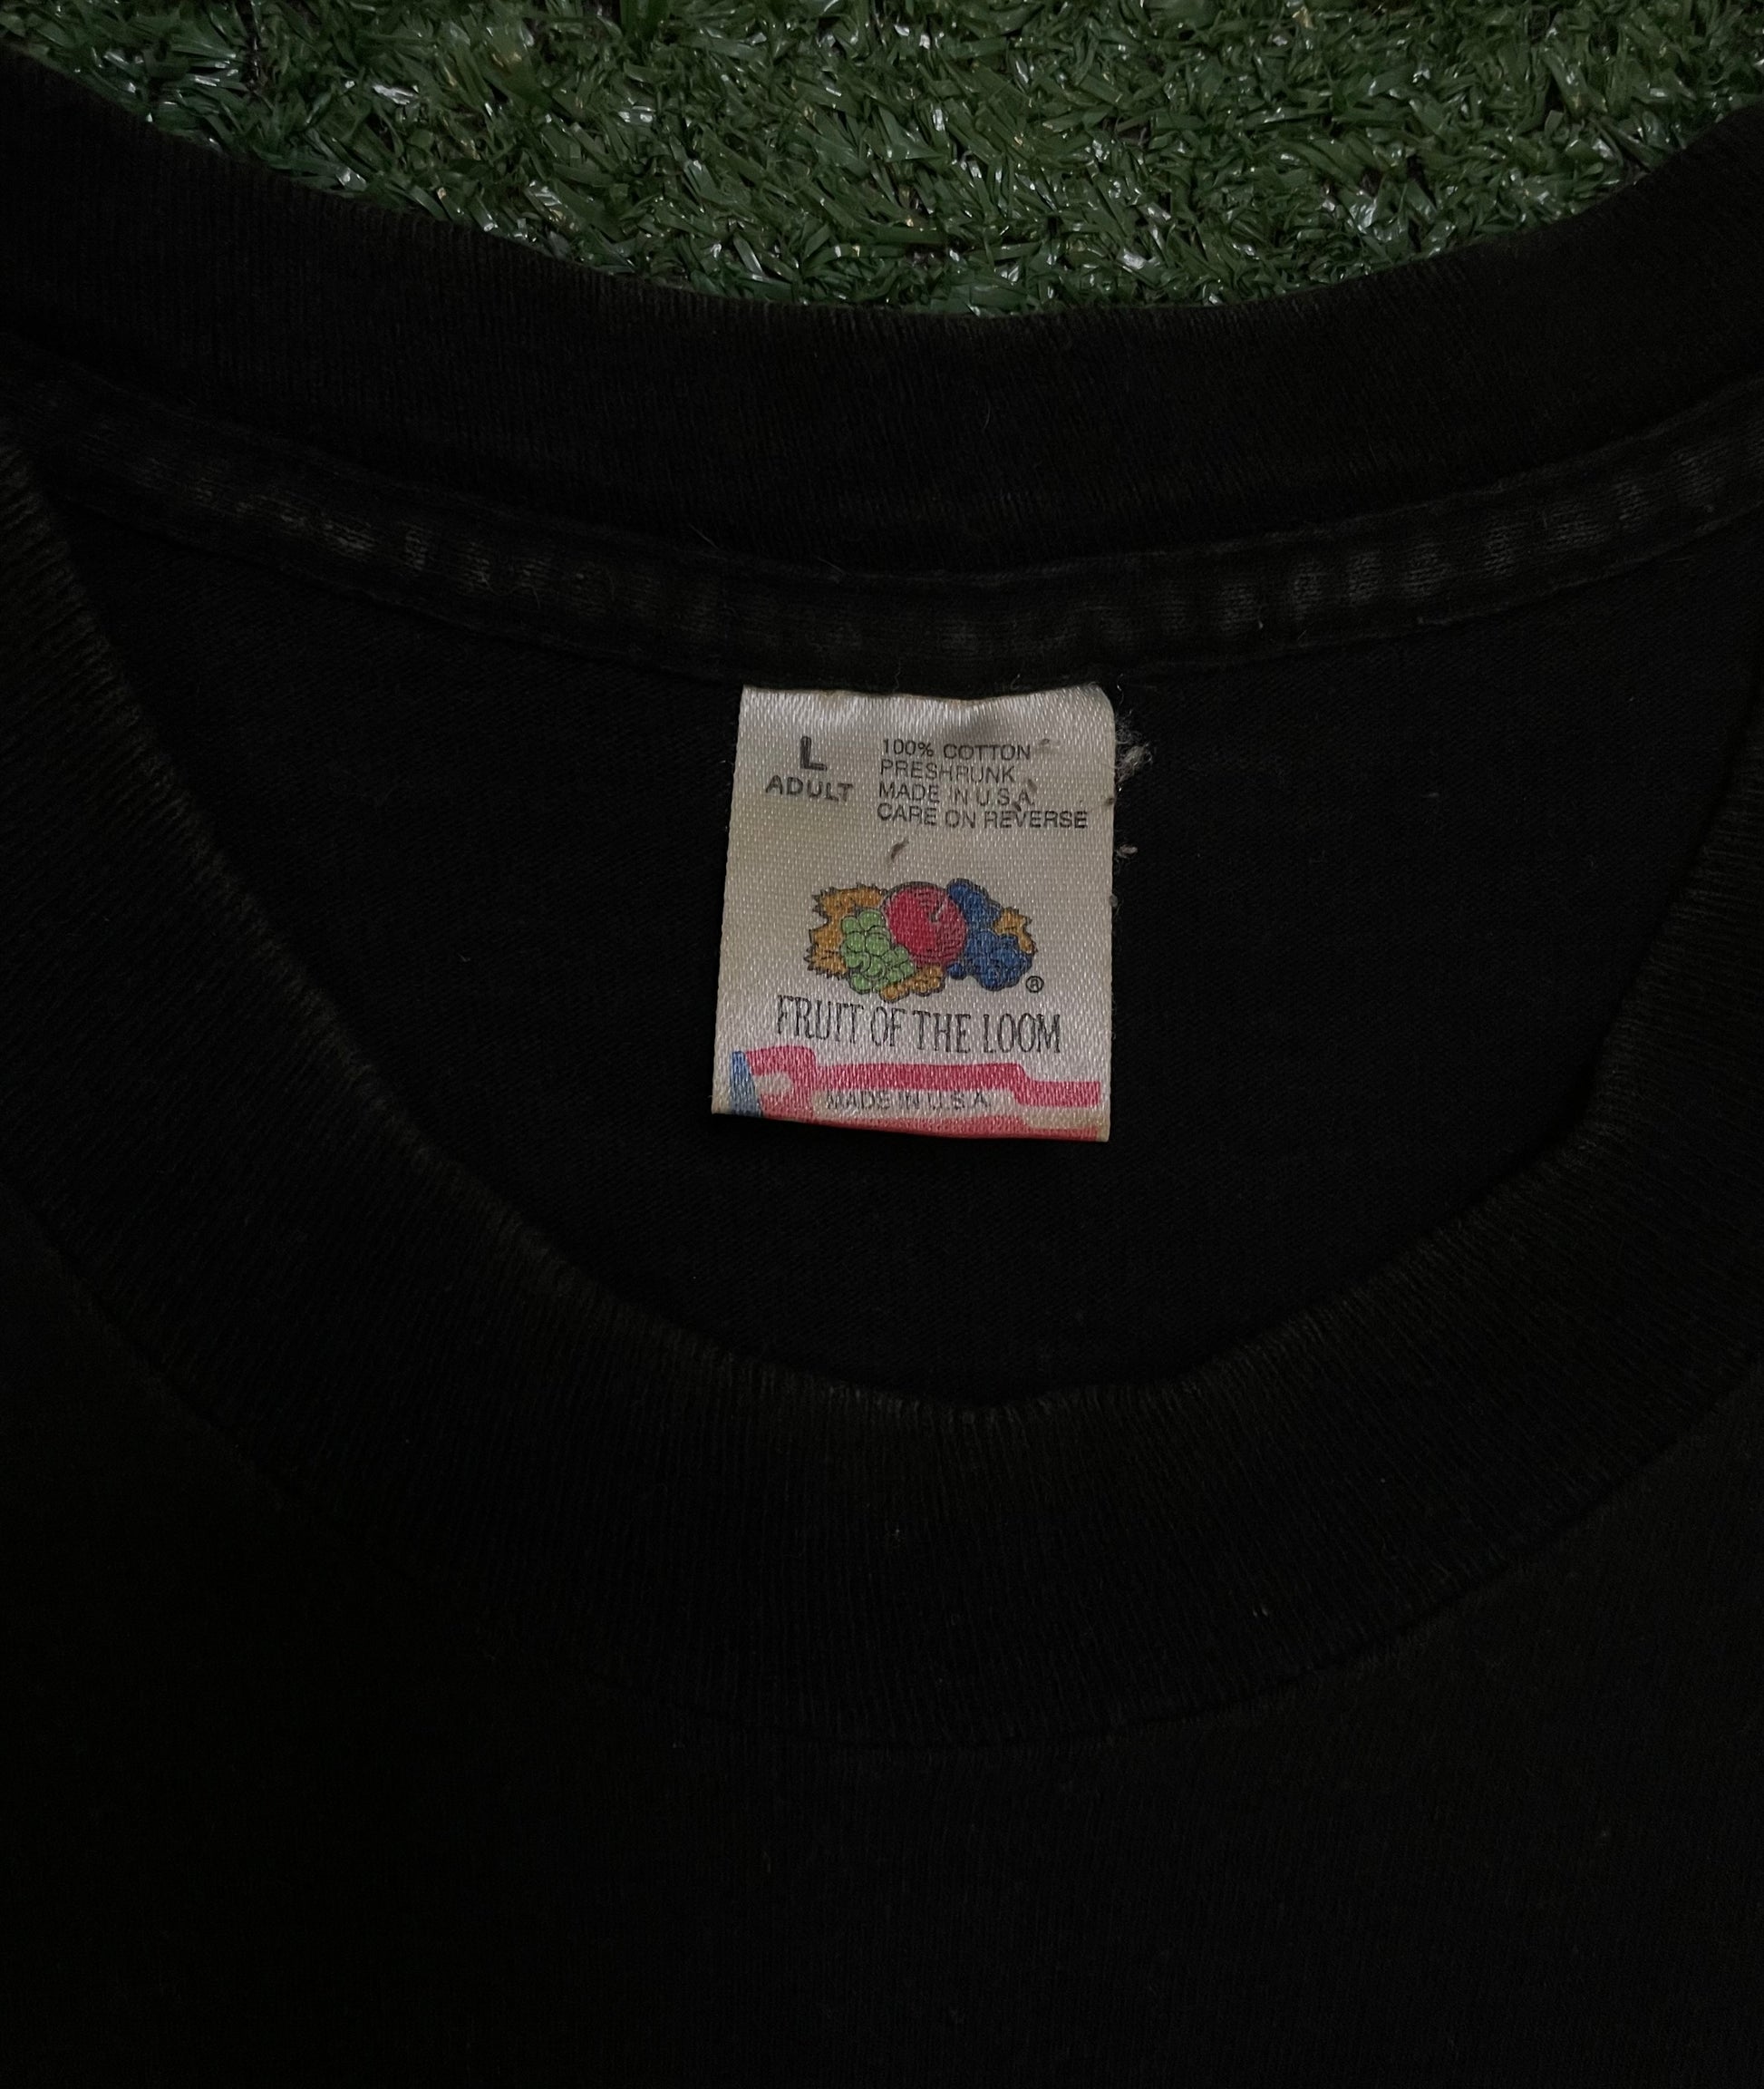 L
ADULT
100% COTTON
PRESHRUNK
MADE IN U.S.A.
CARE ON REVERSE
®
FRUIT OF THE LOOM
MADE IN U.S.A.